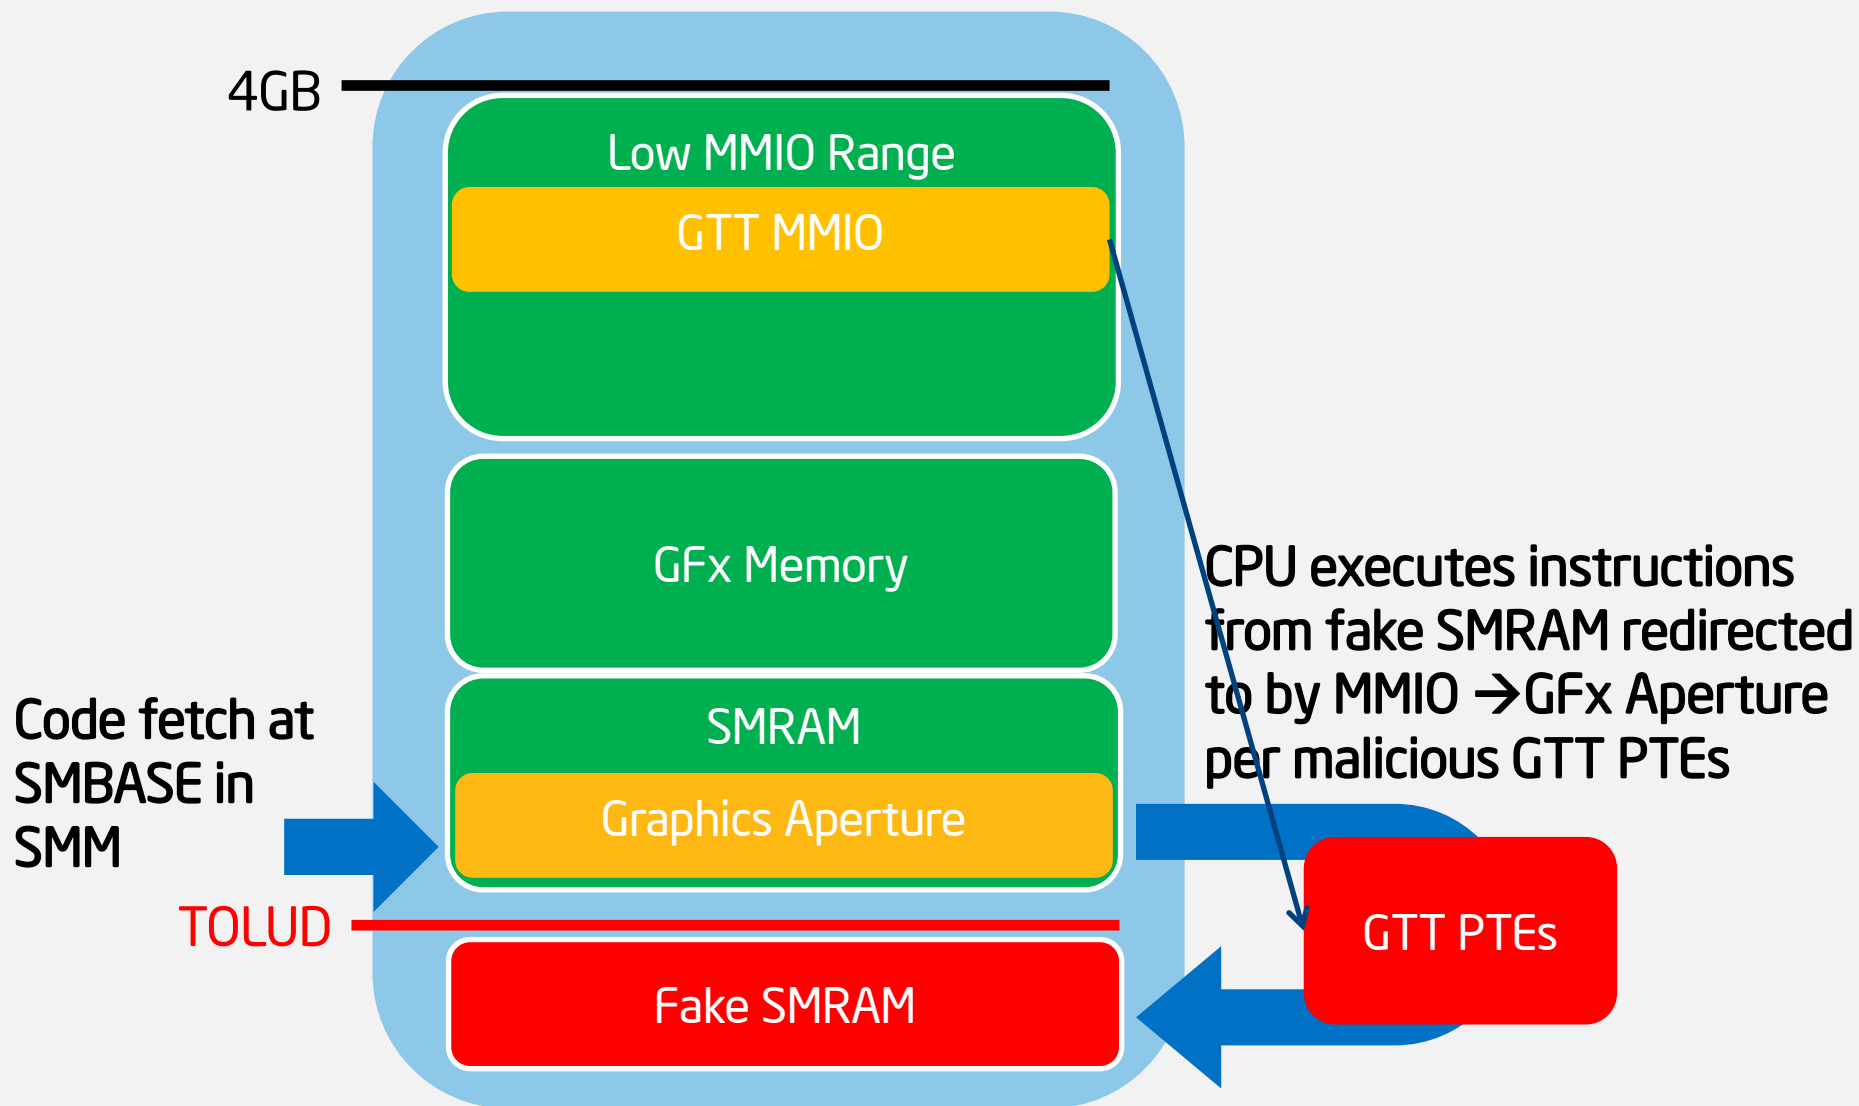 4GB
Low MMIO Range
GTT MMIO
GFx Memory
CPU executes instructions
from fake SMRAM redirected
to by MMIO →GFx Aperture
per malicious GTT PTEs
Code fetch at
SMBASE in
SMM
SMRAM
Graphics Aperture
TOLUD
GTT PTEs
Fake SMRAM